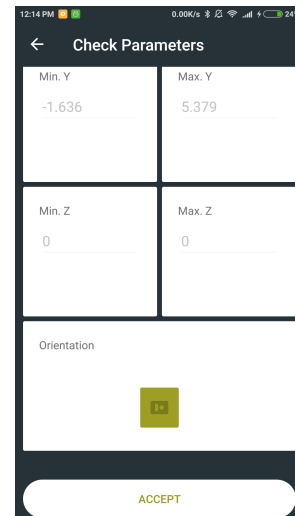 12:14 PM 0.00K/s 24%
Check Parameters
Min. Y Max. Y
-1.636 5.379
Min. Z Max. Z
0 0
Orientation
ACCEPT